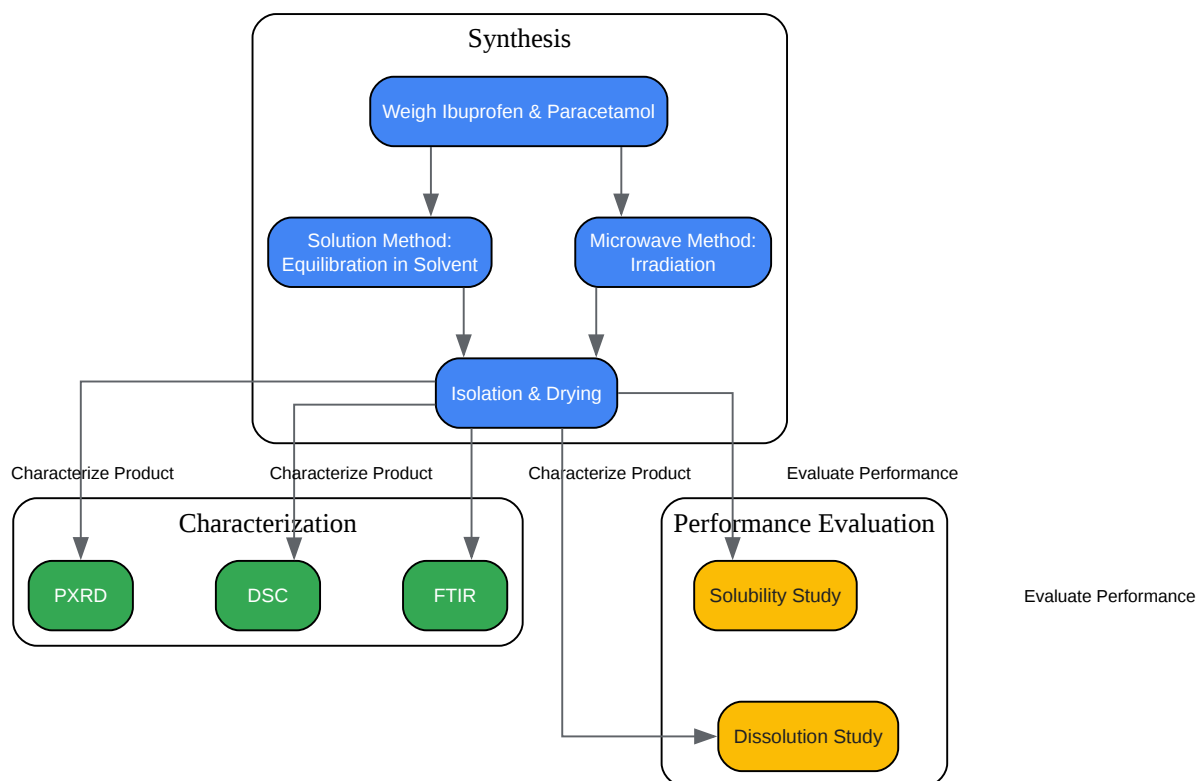 Synthesis
Weigh Ibuprofen & Paracetamol
Solution Method:
Equilibration in Solvent
Microwave Method:
Irradiation
Isolation & Drying
Characterize Product
Characterize Product
Characterize Product
Evaluate Performance
Characterization
Performance Evaluation
PXRD
DSC
FTIR
Solubility Study
Evaluate Performance
Dissolution Study